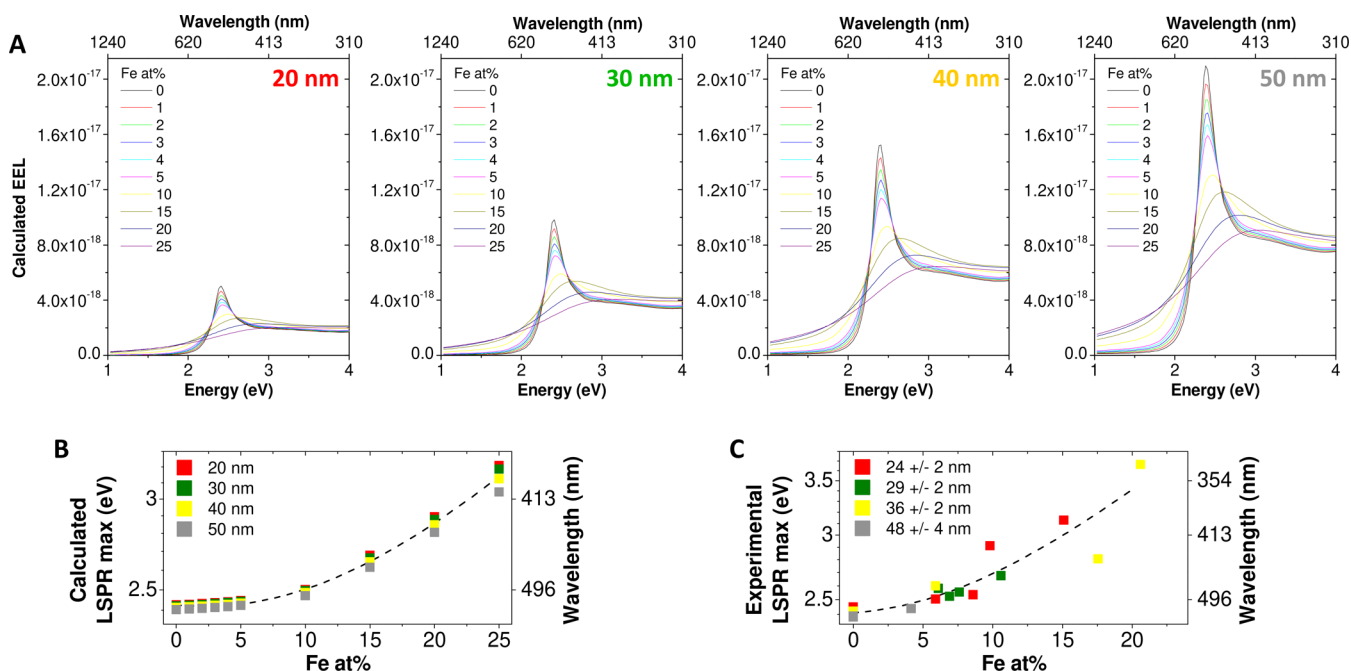 A
Wavelength (nm)
1240 620 413 310
Wavelength (nm)
1240 620 413 310
Wavelength (nm)
1240 620 413 310
Wavelength (nm)
1240 620 413 310
Calculated EEL
2.0x10-17
1.6x10-17
1.2x10-17
8.0x10-18
4.0x10-18
0.0
Fe at%
0
1
2
3
4
5
10
15
20
25
20 nm
1 2 3 4
Energy (eV)
2.0x10-17
1.6x10-17
1.2x10-17
8.0x10-18
4.0x10-18
0.0
Fe at%
0
1
2
3
4
5
10
15
20
25
30 nm
1 2 3 4
Energy (eV)
2.0x10-17
1.6x10-17
1.2x10-17
8.0x10-18
4.0x10-18
0.0
Fe at%
0
1
2
3
4
5
10
15
20
25
40 nm
1 2 3 4
Energy (eV)
2.0x10-17
1.6x10-17
1.2x10-17
8.0x10-18
4.0x10-18
0.0
Fe at%
0
1
2
3
4
5
10
15
20
25
50 nm
1 2 3 4
Energy (eV)
B
Calculated
LSPR max (eV)
3
2.5
20 nm
30 nm
40 nm
50 nm
413
496
Wavelength (nm)
0 5 10 15 20 25
Fe at%
C
Experimental
LSPR max (eV)
3.5
3
2.5
24 +/- 2 nm
29 +/- 2 nm
36 +/- 2 nm
48 +/- 4 nm
354
413
496
Wavelength (nm)
0 5 10 15 20
Fe at%